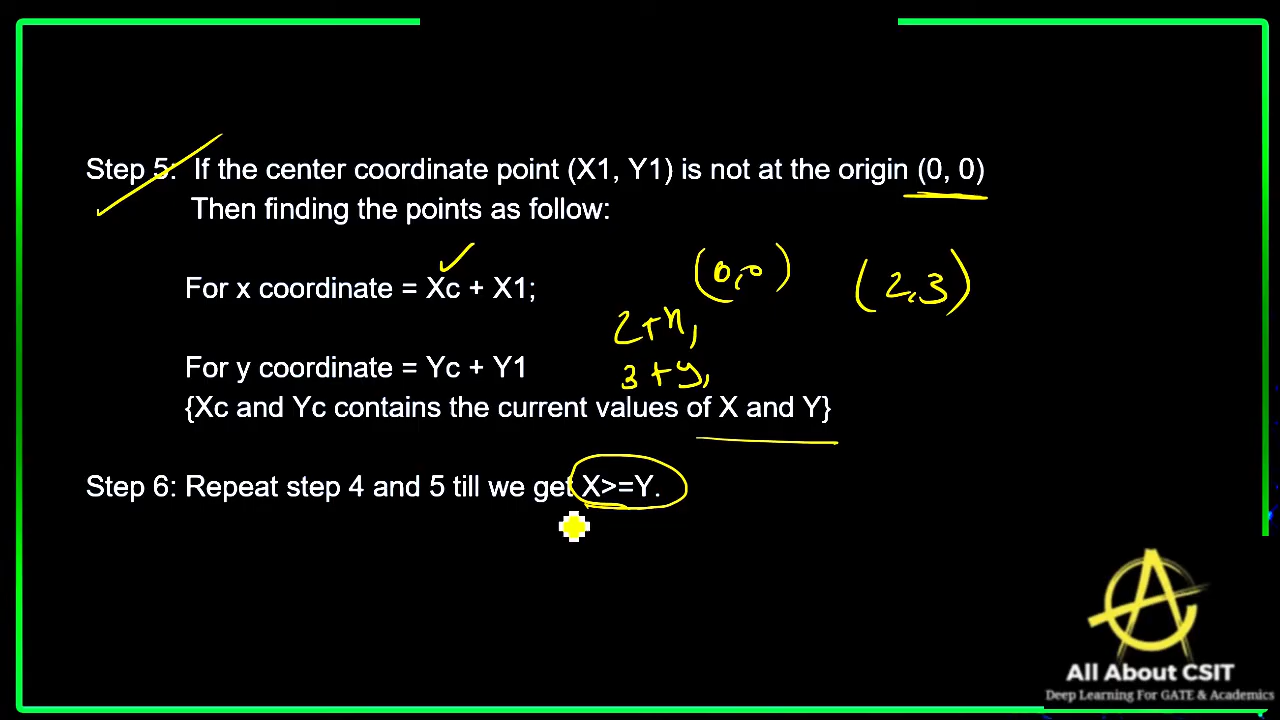 Step 5: If the center coordinate point (X1, Y1) is not at the origin (0, 0)
Then finding the points as follow:
For x coordinate = Xc + X1;
(0,0)
(2,3)
2+x,
For y coordinate = Yc + Y1
3+y,
{Xc and Yc contains the current values of X and Y}
Step 6: Repeat step 4 and 5 till we get X>=Y.
All About CSIT
Deep Learning For GATE & Academics